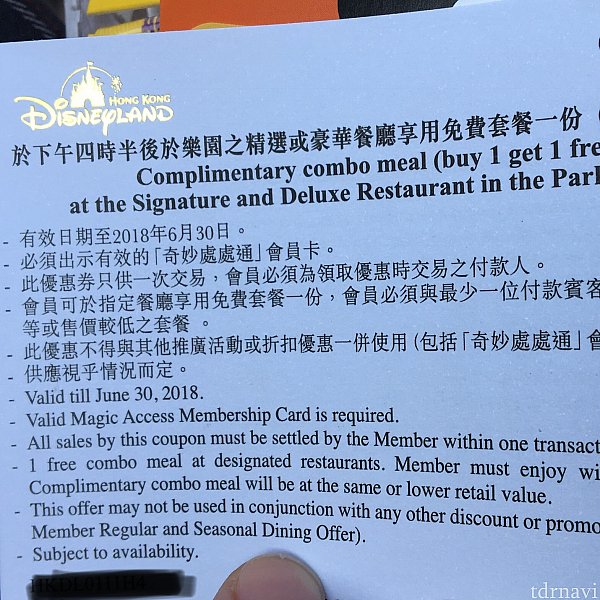 HONG KONG
DISNEYLAND
於下午四時半後於樂園之精選或豪華餐廳享用免費套餐一份
Complimentary combo meal (buy 1 get 1 fre
at the Signature and Deluxe Restaurant in the Park
- 有效日期至2018年6月30日。
- 必須出示有效的「奇妙處處通」會員卡。
- 此優惠券只供一次交易，會員必須為領取優惠時交易之付款人。
- 會員可於指定餐廳享用免費套餐一份，會員必須與最少一位付款賓客
等或售價較低之套餐。
- 此優惠不得與其他推廣活動或折扣優惠一併使用(包括「奇妙處處通」會
- 供應視乎情況而定。
- Valid till June 30, 2018.
- Valid Magic Access Membership Card is required.
- All sales by this coupon must be settled by the Member within one transact
- 1 free combo meal at designated restaurants. Member must enjoy wi
Complimentary combo meal will be at the same or lower retail value.
- This offer may not be used in conjunction with any other discount or promo
Member Regular and Seasonal Dining Offer).
- Subject to availability.
tdrnavi